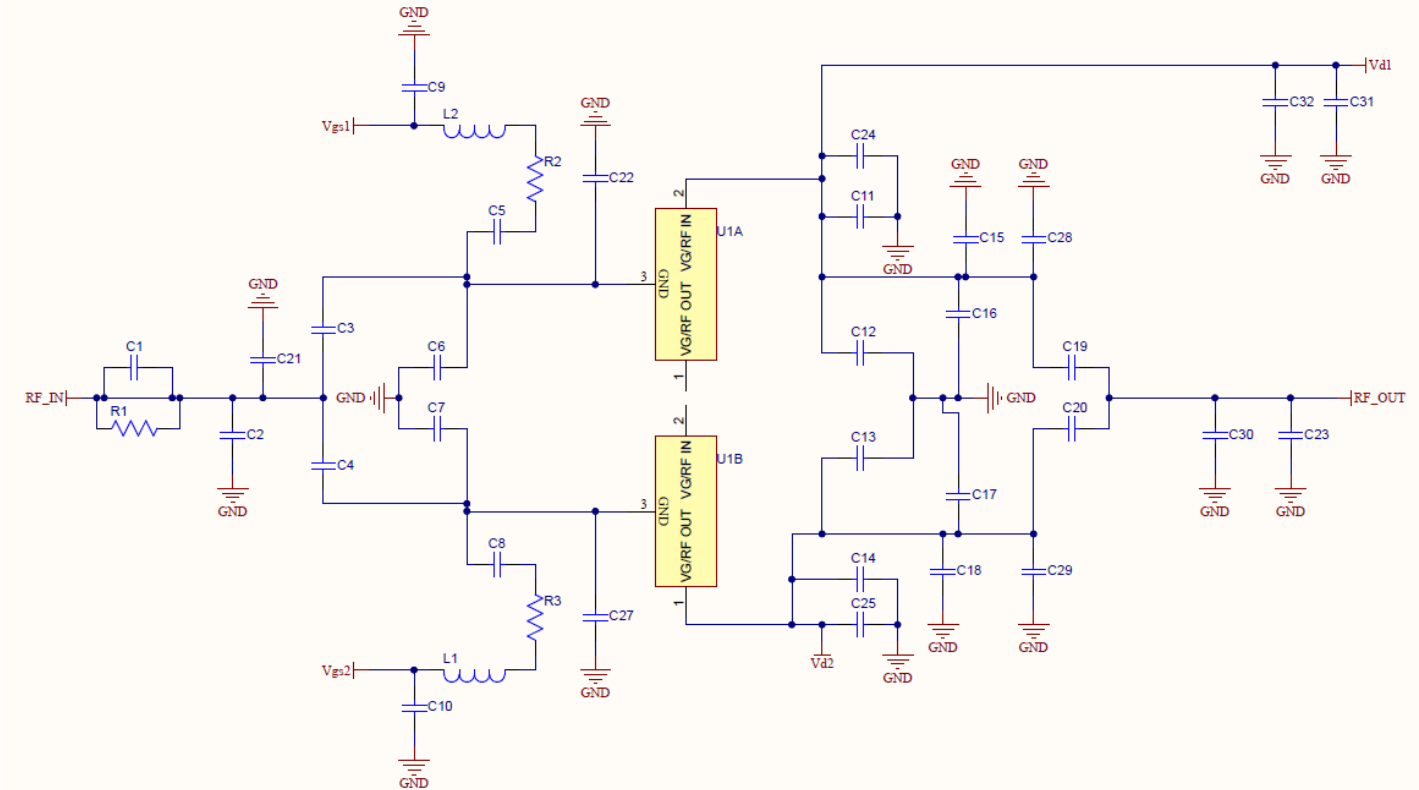 GND
C9
Vgs1
L2
R2
GND
C22
C5
C24
C11
GND
Vd1
C32
C31
GND
GND
2
U1A
VG/RF IN
3
GND
VG/RF OUT
1
GND
GND
C15
C28
C16
GND
C21
C3
C1
RF_IN
R1
C2
GND
C6
GND
C7
C4
C12
GND
C13
C17
C19
C20
RF_OUT
C30
C23
GND
GND
2
U1B
VG/RF IN
3
GND
VG/RF OUT
1
C8
R3
C27
GND
Vgs2
L1
C10
GND
C14
C25
Vd2
GND
C18
GND
C29
GND